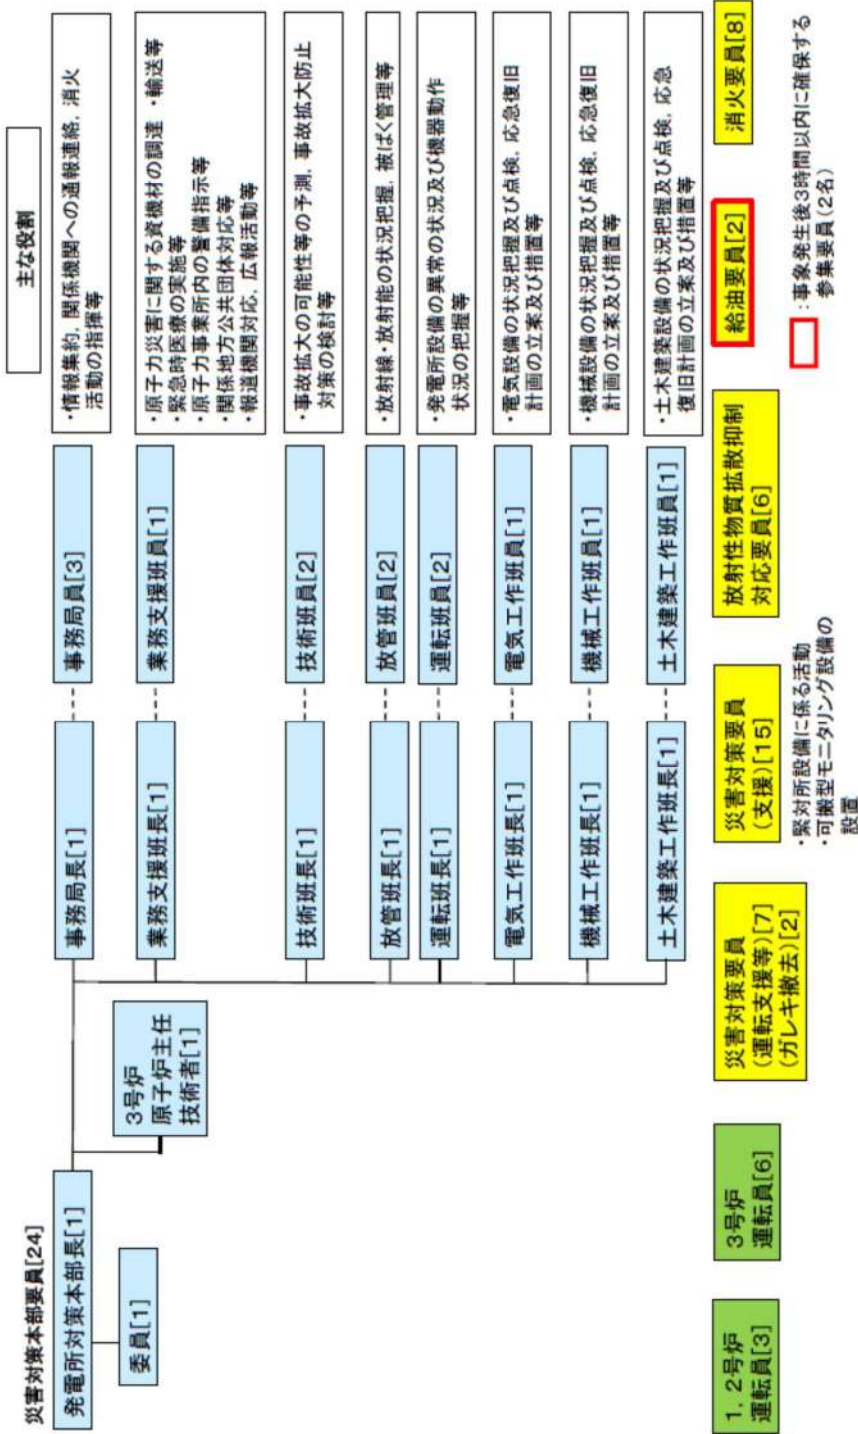 災害対策本部要員[24]
発電所対策本部長[1]
委員[1]
3号炉
原子炉主任
技術者[1]
主な役割
事務局長[1]
事務局員[3]
・情報集約，関係機関への通報連絡，消火
活動の指揮等
業務支援班長[1]
業務支援班員[1]
・原子力災害に関する資機材の調達・輸送等
・緊急時医療の実施等
・原子力事業所内の警備指示等
・関係地方公共団体対応等
・報道機関対応，広報活動等
技術班長[1]
技術班員[2]
・事故拡大の可能性等の予測，事故拡大防止
対策の検討等
放管班長[1]
放管班員[2]
・放射線・放射能の状況把握，被ばく管理等
運転班長[1]
運転班員[2]
・発電所設備の異常の状況及び機器動作
状況の把握等
電気工作班長[1]
電気工作班員[1]
・電気設備の状況把握及び点検，応急復旧
計画の立案及び措置等
機械工作班長[1]
機械工作班員[1]
・機械設備の状況把握及び点検，応急復旧
計画の立案及び措置等
土木建築工作班長[1]
土木建築工作班員[1]
・土木建築設備の状況把握及び点検，応急
復旧計画の立案及び措置等
1，2号炉
運転員[3]
3号炉
運転員[6]
災害対策要員
（運転支援等）[7]
（ガレキ撤去）[2]
災害対策要員
（支援）[15]
・緊対所設備に係る活動
・可搬型モニタリング設備の
設置
放射性物質拡散抑制
対応要員[6]
給油要員[2]
消火要員[8]
：事象発生後3時間以内に確保する
参集要員（2名）